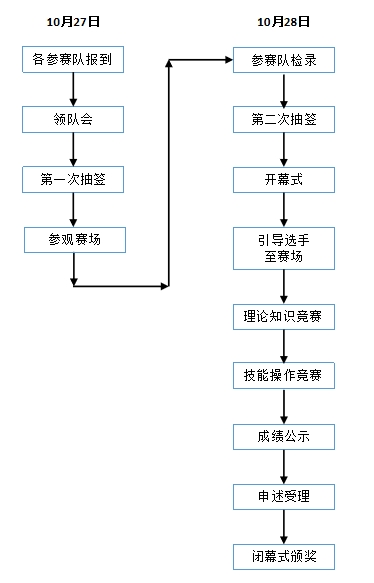 10月27日
各参赛队报到
领队会
第一次抽签
参观赛场
10月28日
参赛队检录
第二次抽签
开幕式
引导选手
至赛场
理论知识竞赛
技能操作竞赛
成绩公示
申述受理
闭幕式颁奖